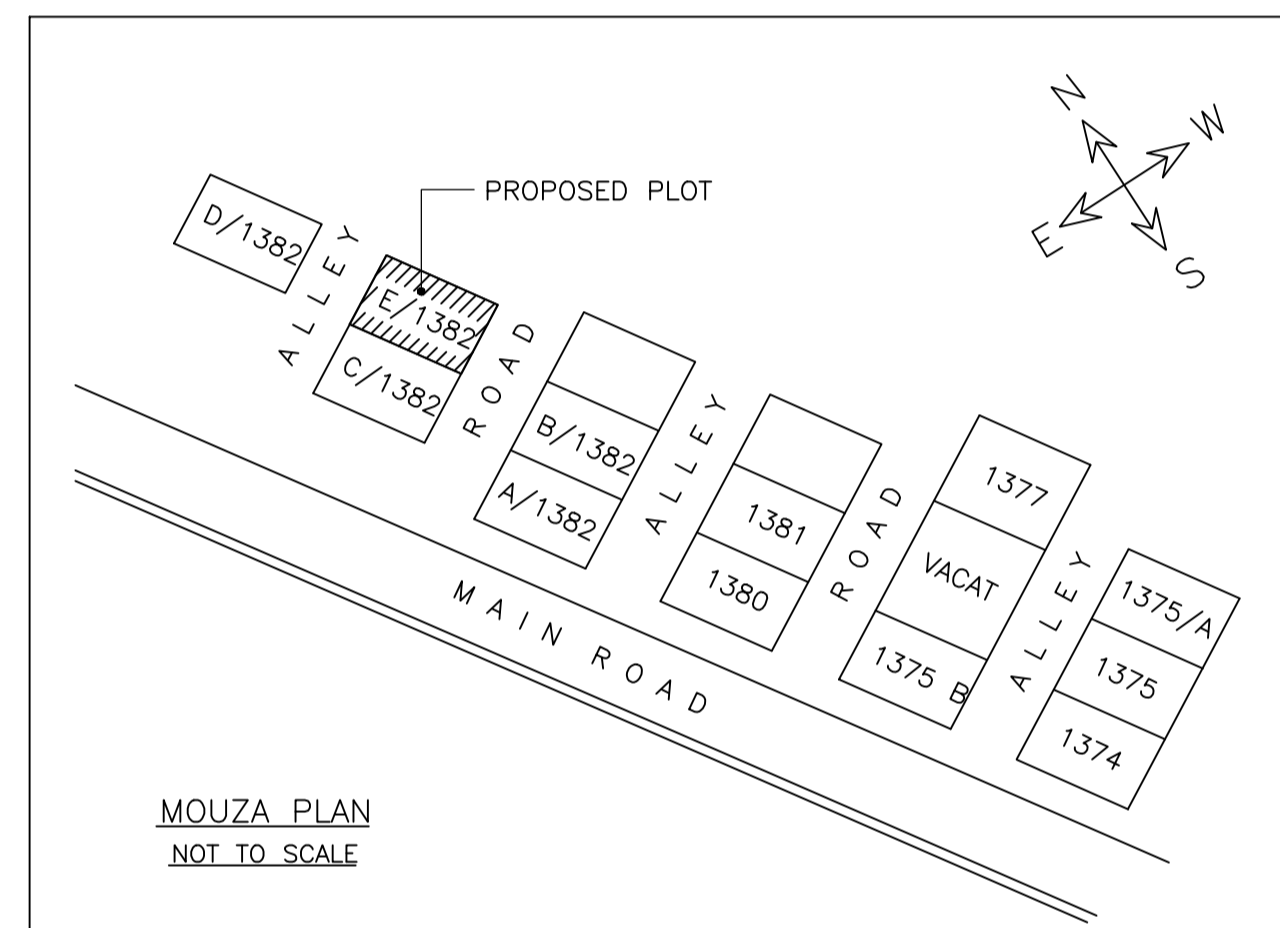 N
W
E
S
PROPOSED PLOT
D/1382
ALLEY
E/1382
C/1382
ROAD
B/1382
A/1382
ALLEY
1381
1380
ROAD
1377
VACAT
1375 B
ALLEY
1375/A
1375
1374
MAIN ROAD
MOUZA PLAN
NOT TO SCALE